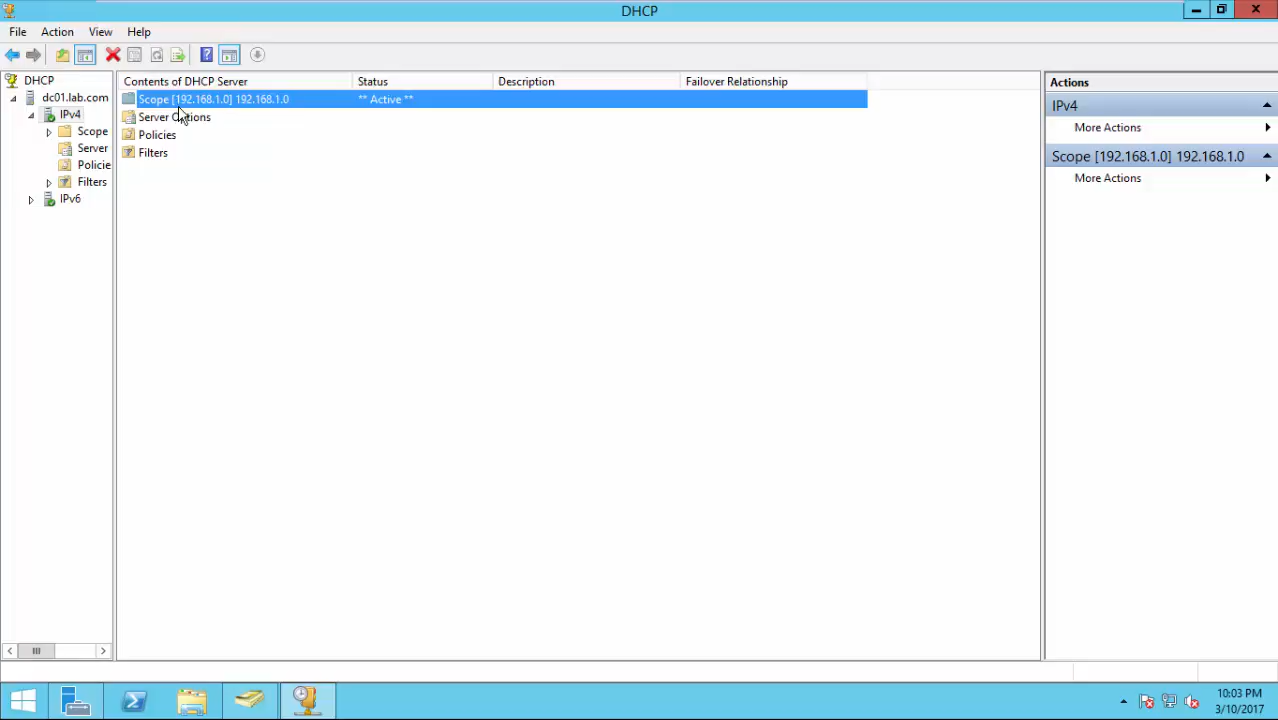 DHCP
File Action View Help
DHCP
dc01.lab.com
IPv4
Scope
Server
Policie
Filters
IPv6
Contents of DHCP Server Status Description Failover Relationship
Scope [192.168.1.0] 192.168.1.0 ** Active **
Server Options
Policies
Filters
Actions
IPv4
More Actions
Scope [192.168.1.0] 192.168.1.0
More Actions
10:03 PM
3/10/2017